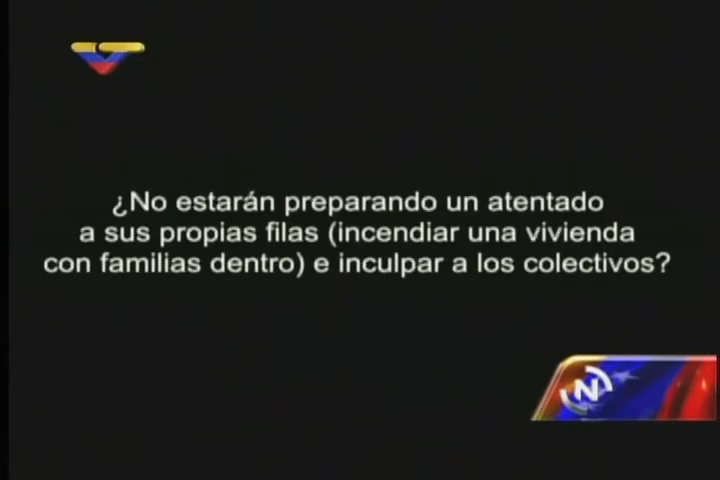 ¿No estarán preparando un atentado
a sus propias filas (incendiar una vivienda
con familias dentro) e inculpar a los colectivos?
N